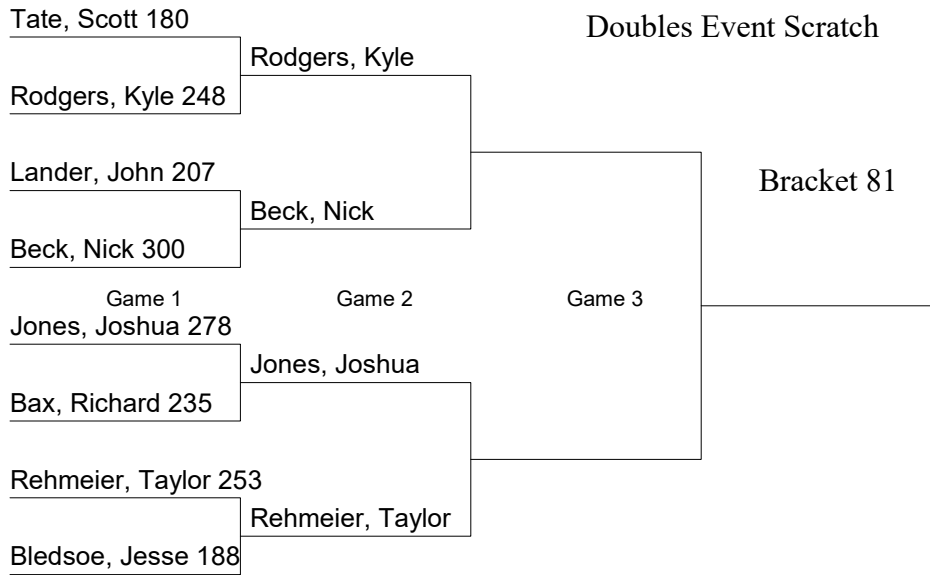 Tate, Scott 180
Doubles Event Scratch
Rodgers, Kyle
Rodgers, Kyle 248
Lander, John 207
Bracket 81
Beck, Nick
Beck, Nick 300
Game 1
Game 2
Game 3
Jones, Joshua 278
Jones, Joshua
Bax, Richard 235
Rehmeier, Taylor 253
Rehmeier, Taylor
Bledsoe, Jesse 188